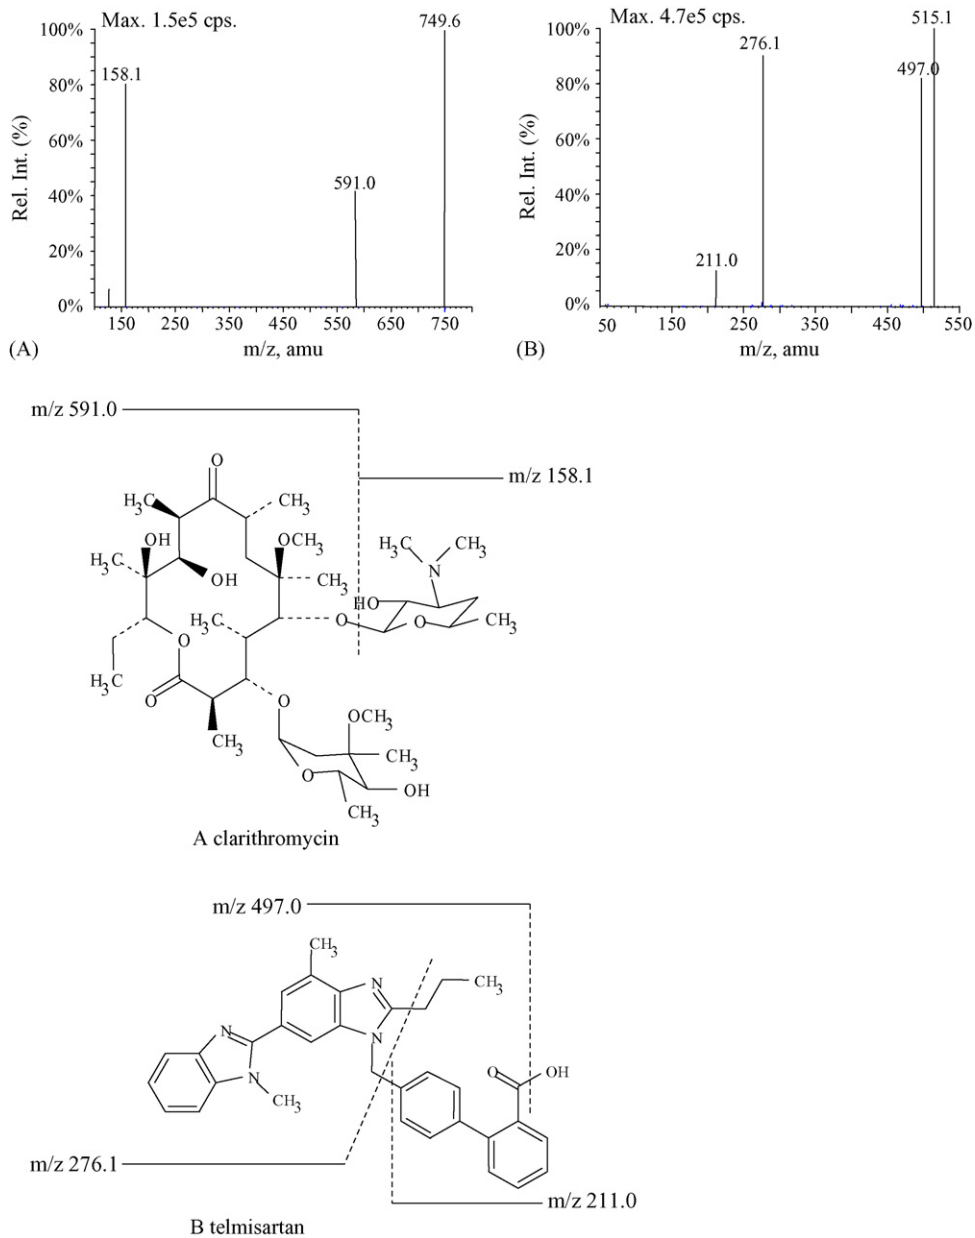 Max. 1.5e5 cps.
749.6
158.1
591.0
100%
80%
60%
40%
20%
0%
Rel. Int. (%)
150 250 350 450 550 650 750
m/z, amu
(A)
Max. 4.7e5 cps.
515.1
276.1
497.0
211.0
100%
80%
60%
40%
20%
0%
Rel. Int. (%)
50 150 250 350 450 550
m/z, amu
(B)
m/z 591.0
m/z 158.1
O
H3C
CH3
OH
OCH3
H3C
OH
CH3
H3C
CH3
N
HO
O
O
CH3
H3C
O
H3C
O
CH3
O
OCH3
CH3
O
OH
CH3
A clarithromycin
m/z 497.0
CH3
N
CH3
N
N
N
CH3
O
OH
m/z 276.1
m/z 211.0
B telmisartan